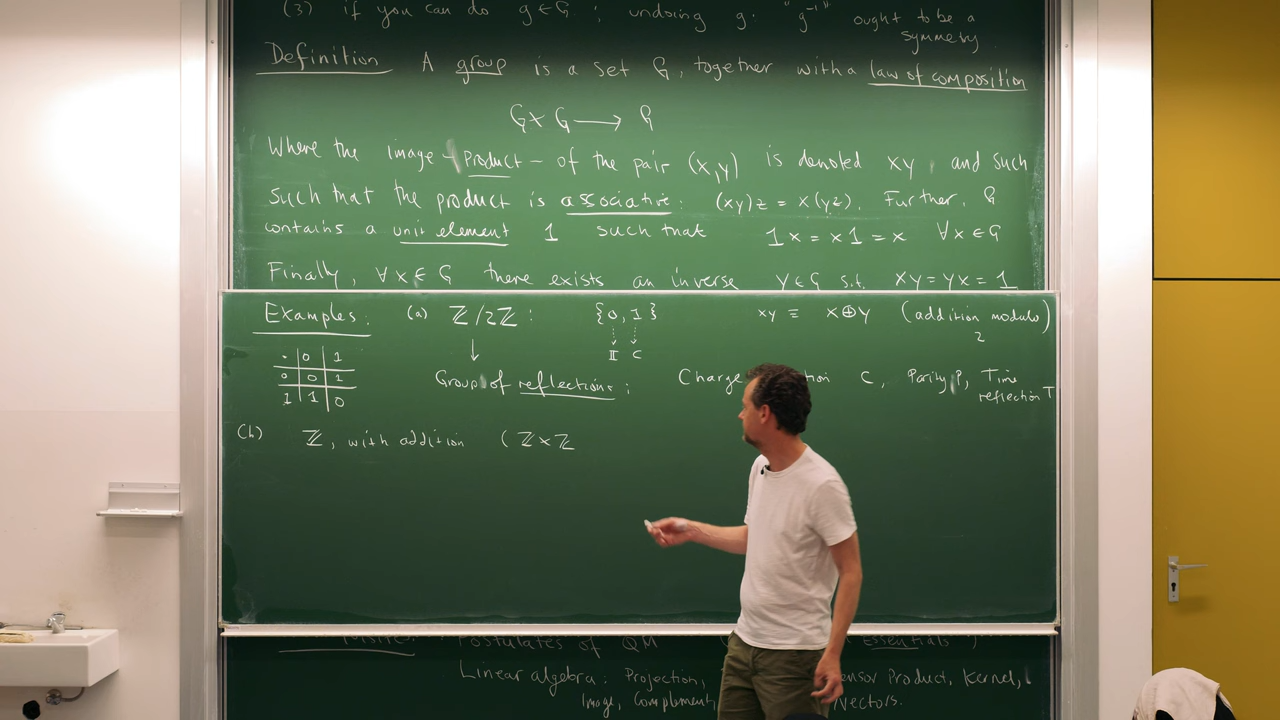 (3) if you can do g ∈ G : undoing g : "g⁻¹" ought to be a
symmetry.
Definition A group is a set G, together with a law of composition
G × G ⟶ G
Where the image - product - of the pair (x,y) is denoted xy, and such
such that the product is associative: (xy)z = x(yz). Further, G
contains a unit element 1 such that 1x = x1 = x ∀x ∈ G
Finally, ∀x ∈ G there exists an inverse y ∈ G s.t. xy = yx = 1
Examples: (a) ℤ/2ℤ : {0, 1} xy ≡ x⊕y (addition modulo)
2
𝕀 C
· 0 1
0 0 1
1 1 0
↓
Group of reflections; Charge C, Parity P, Time
reflection T
(b) ℤ, with addition (ℤ×ℤ
Postulates of QM Essentials
Linear algebra: Projection, Product, Kernel,
Image, Complement, Vectors.